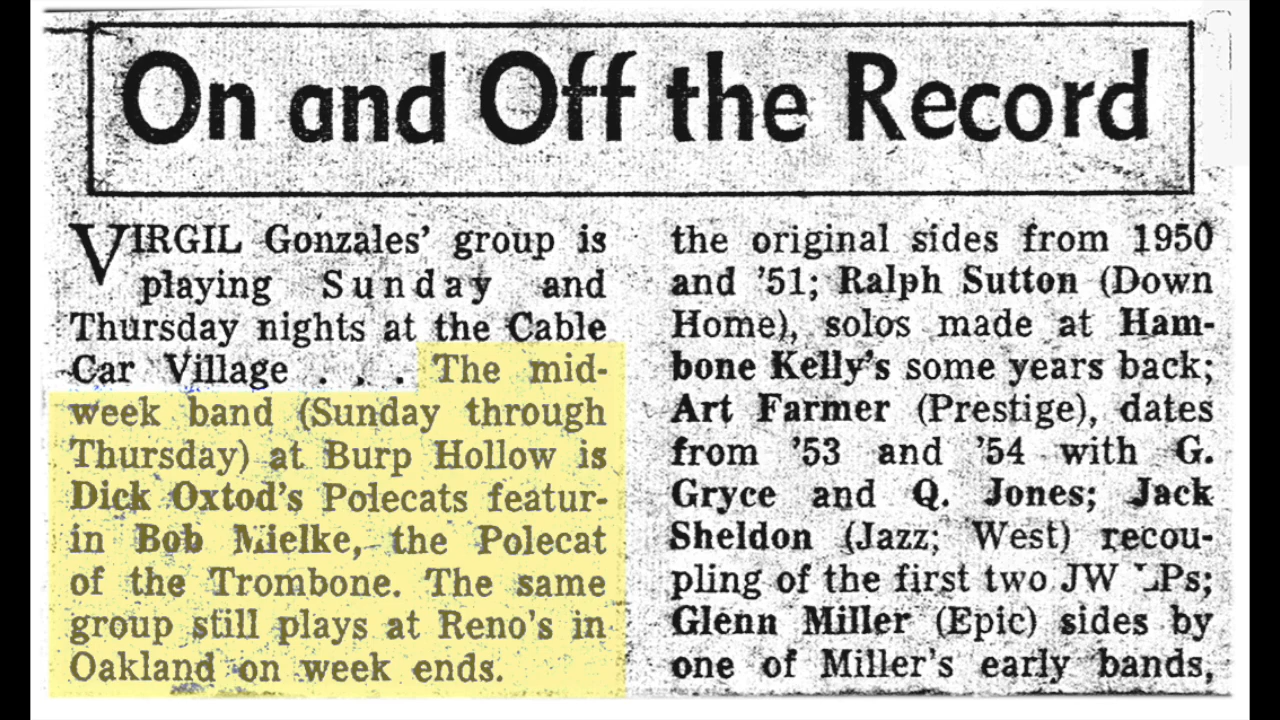 On and Off the Record
VIRGIL Gonzales' group is
playing Sunday and
Thursday nights at the Cable
Car Village . . . The mid-
week band (Sunday through
Thursday) at Burp Hollow is
Dick Oxtod's Polecats featur-
in Bob Mielke, the Polecat
of the Trombone. The same
group still plays at Reno's in
Oakland on week ends.
the original sides from 1950
and '51; Ralph Sutton (Down
Home), solos made at Ham-
bone Kelly's some years back;
Art Farmer (Prestige), dates
from '53 and '54 with G.
Gryce and Q. Jones; Jack
Sheldon (Jazz; West) recou-
pling of the first two JW LPs;
Glenn Miller (Epic) sides by
one of Miller's early bands,